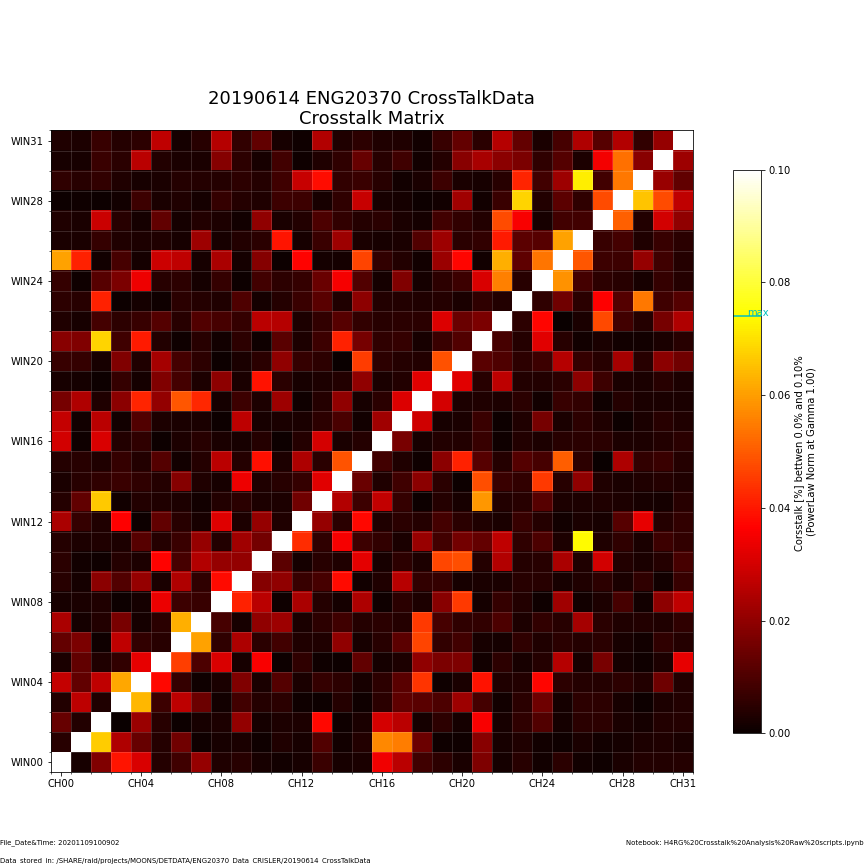 20190614 ENG20370 CrossTalkData
Crosstalk Matrix
WIN31
WIN28
WIN24
WIN20
WIN16
WIN12
WIN08
WIN04
WIN00
CH00 CH04 CH08 CH12 CH16 CH20 CH24 CH28 CH31
0.10
0.08
max
0.06
0.04
0.02
0.00
Corsstalk [%] bettwen 0.0% and 0.10%
(PowerLaw Norm at Gamma 1.00)
File_Date&Time: 20201109100902
Notebook: H4RG%20Crosstalk%20Analysis%20Raw%20scripts.ipynb
Data stored in: /SHARE/raid/projects/MOONS/DETDATA/ENG20370_Data_CRISLER/20190614_CrossTalkData